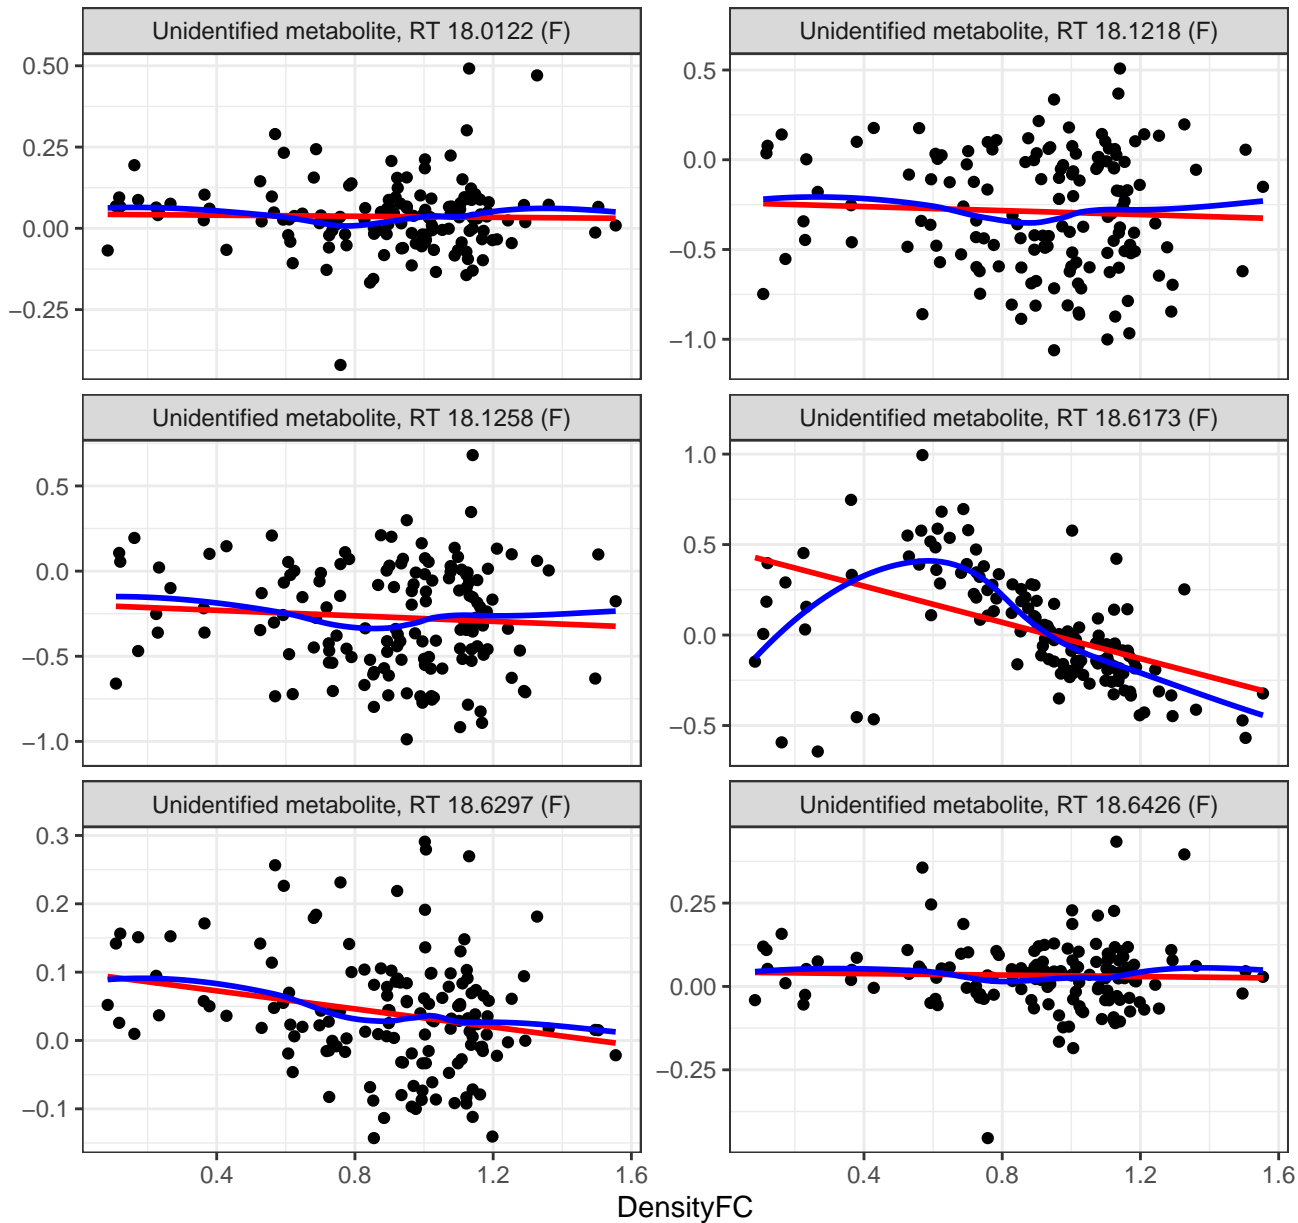 Unidentified metabolite, RT 18.0122 (F)
Unidentified metabolite, RT 18.1218 (F)
0.50
0.25
0.00
−0.25
0.5
0.0
−0.5
−1.0
Unidentified metabolite, RT 18.1258 (F)
Unidentified metabolite, RT 18.6173 (F)
0.5
0.0
−0.5
−1.0
1.0
0.5
0.0
−0.5
Unidentified metabolite, RT 18.6297 (F)
Unidentified metabolite, RT 18.6426 (F)
0.3
0.2
0.1
0.0
−0.1
0.25
0.00
−0.25
0.4 0.8 1.2 1.6
0.4 0.8 1.2 1.6
DensityFC